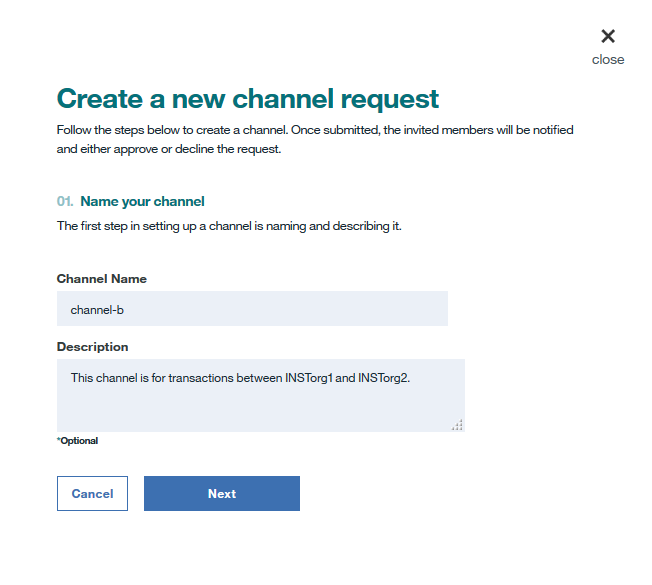 close
Create a new channel request
Follow the steps below to create a channel. Once submitted, the invited members will be notified
and either approve or decline the request.
01. Name your channel
The first step in setting up a channel is naming and describing it.
Channel Name
channel-b
Description
This channel is for transactions between INSTorg1 and INSTorg2.
*Optional
Cancel Next